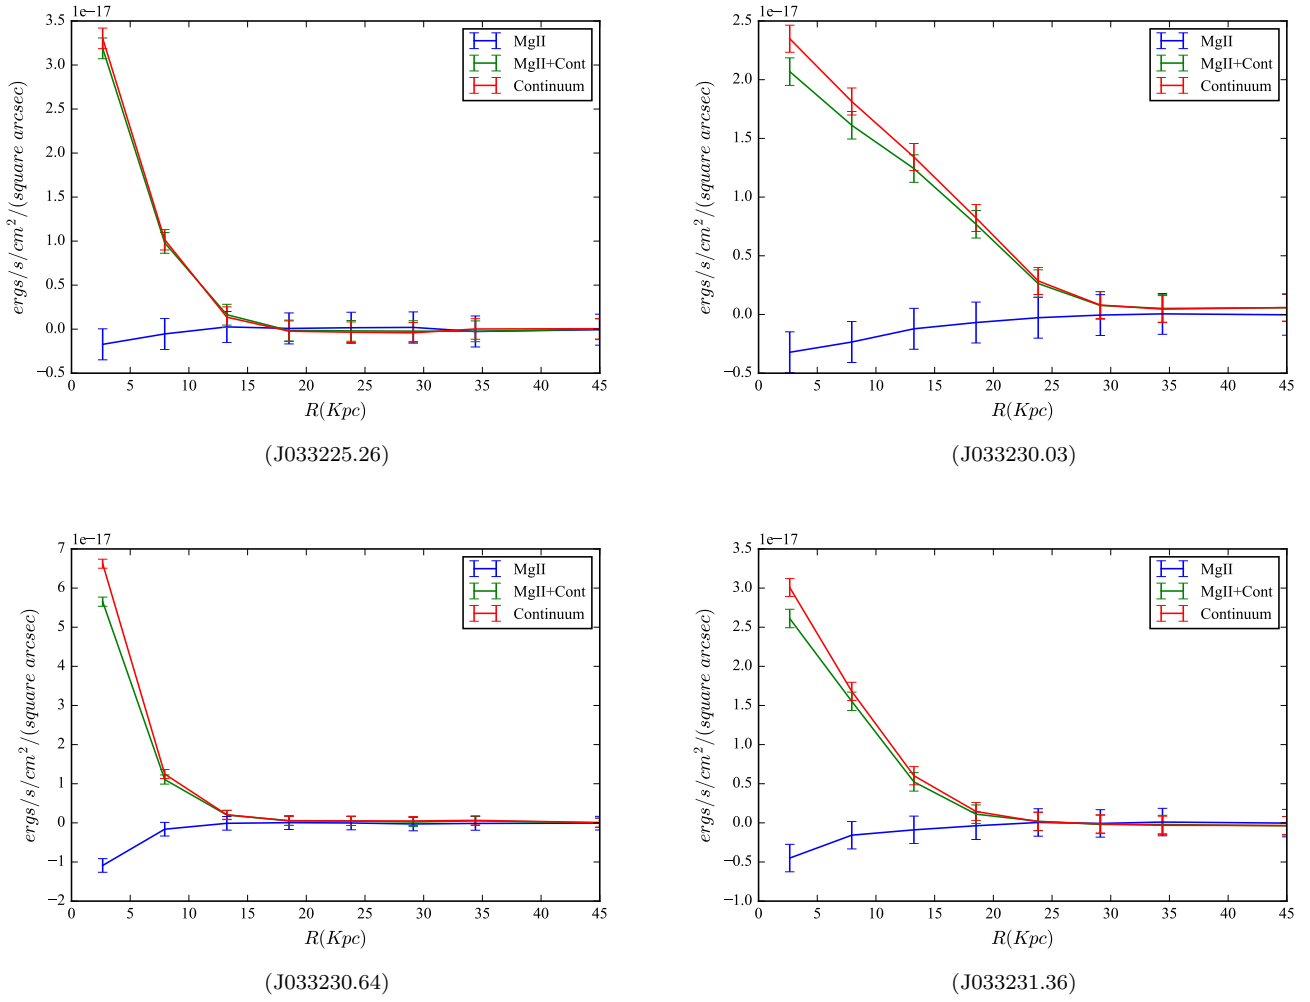 1e−17
3.5
3.0
2.5
2.0
1.5
1.0
0.5
0.0
−0.5
0 5 10 15 20 25 30 35 40 45
ergs/s/cm²/(square arcsec)
R(Kpc)
MgII
MgII+Cont
Continuum
(J033225.26)
1e−17
2.5
2.0
1.5
1.0
0.5
0.0
−0.5
0 5 10 15 20 25 30 35 40 45
ergs/s/cm²/(square arcsec)
R(Kpc)
MgII
MgII+Cont
Continuum
(J033230.03)
1e−17
7
6
5
4
3
2
1
0
−1
−2
0 5 10 15 20 25 30 35 40 45
ergs/s/cm²/(square arcsec)
R(Kpc)
MgII
MgII+Cont
Continuum
(J033230.64)
1e−17
3.5
3.0
2.5
2.0
1.5
1.0
0.5
0.0
−0.5
−1.0
0 5 10 15 20 25 30 35 40 45
ergs/s/cm²/(square arcsec)
R(Kpc)
MgII
MgII+Cont
Continuum
(J033231.36)